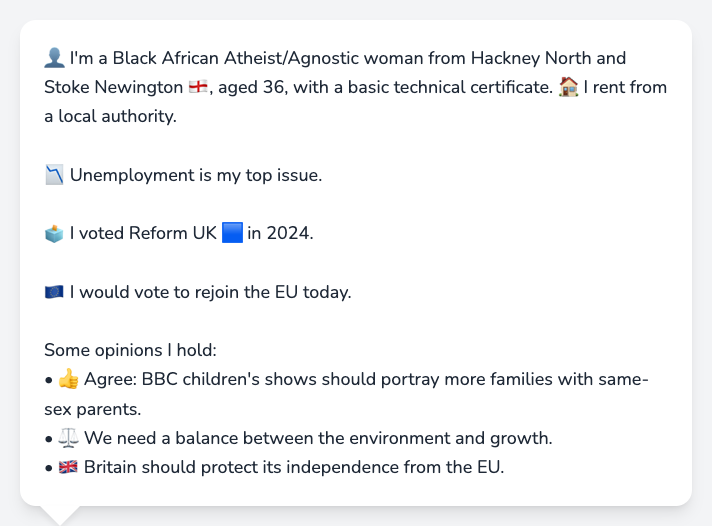 👤 I'm a Black African Atheist/Agnostic woman from Hackney North and
Stoke Newington 🏴󠁧󠁢󠁥󠁮󠁧󠁿, aged 36, with a basic technical certificate. 🏠 I rent from
a local authority.
📉 Unemployment is my top issue.
🗳️ I voted Reform UK 🟦 in 2024.
🇪🇺 I would vote to rejoin the EU today.
Some opinions I hold:
• 👍 Agree: BBC children's shows should portray more families with same-
sex parents.
• ⚖️ We need a balance between the environment and growth.
• 🇬🇧 Britain should protect its independence from the EU.